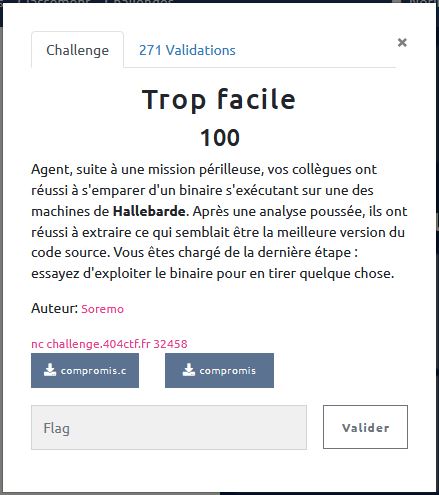 Classement Challenges
Challenge
271 Validations
×
Trop facile
100
Agent, suite à une mission périlleuse, vos collègues ont
réussi à s'emparer d'un binaire s'exécutant sur une des
machines de Hallebarde. Après une analyse poussée, ils ont
réussi à extraire ce qui semblait être la meilleure version du
code source. Vous êtes chargé de la dernière étape :
essayez d'exploiter le binaire pour en tirer quelque chose.
Auteur: Soremo
nc challenge.404ctf.fr 32458
compromis.c
compromis
Flag
Valider